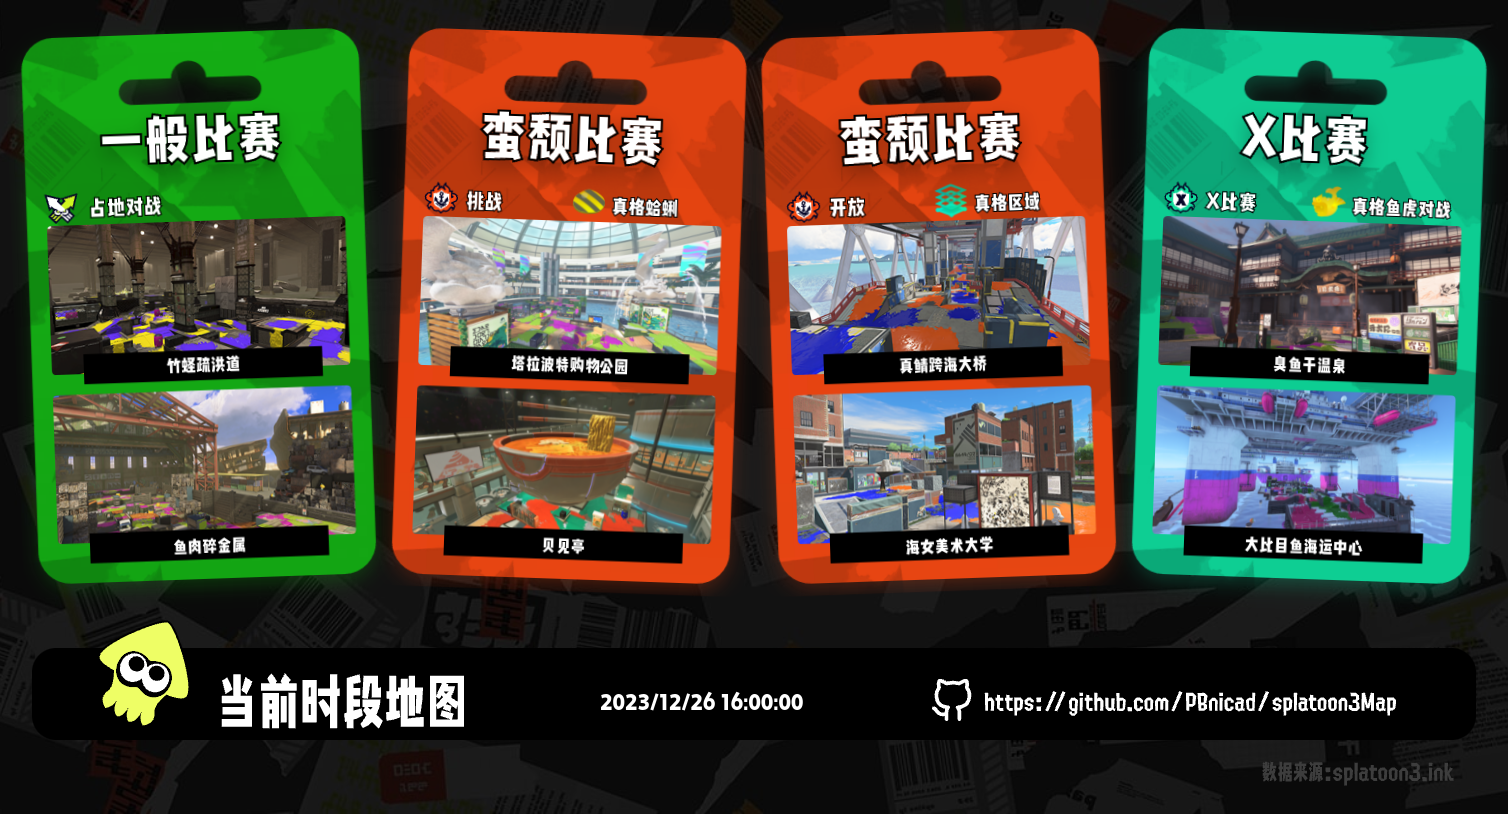 一般比赛
占地对战
竹蛏疏洪道
鱼肉碎金属
蛮颓比赛
挑战
真格蛤蜊
塔拉波特购物公园
贝见亭
蛮颓比赛
开放
真格区域
真鲷跨海大桥
海女美术大学
X比赛
X比赛
真格鱼虎对战
臭鱼干温泉
大比目鱼海运中心
当前时段地图
2023/12/26 16:00:00
https://github.com/PBnicad/splatoon3Map
数据来源:splatoon3.ink